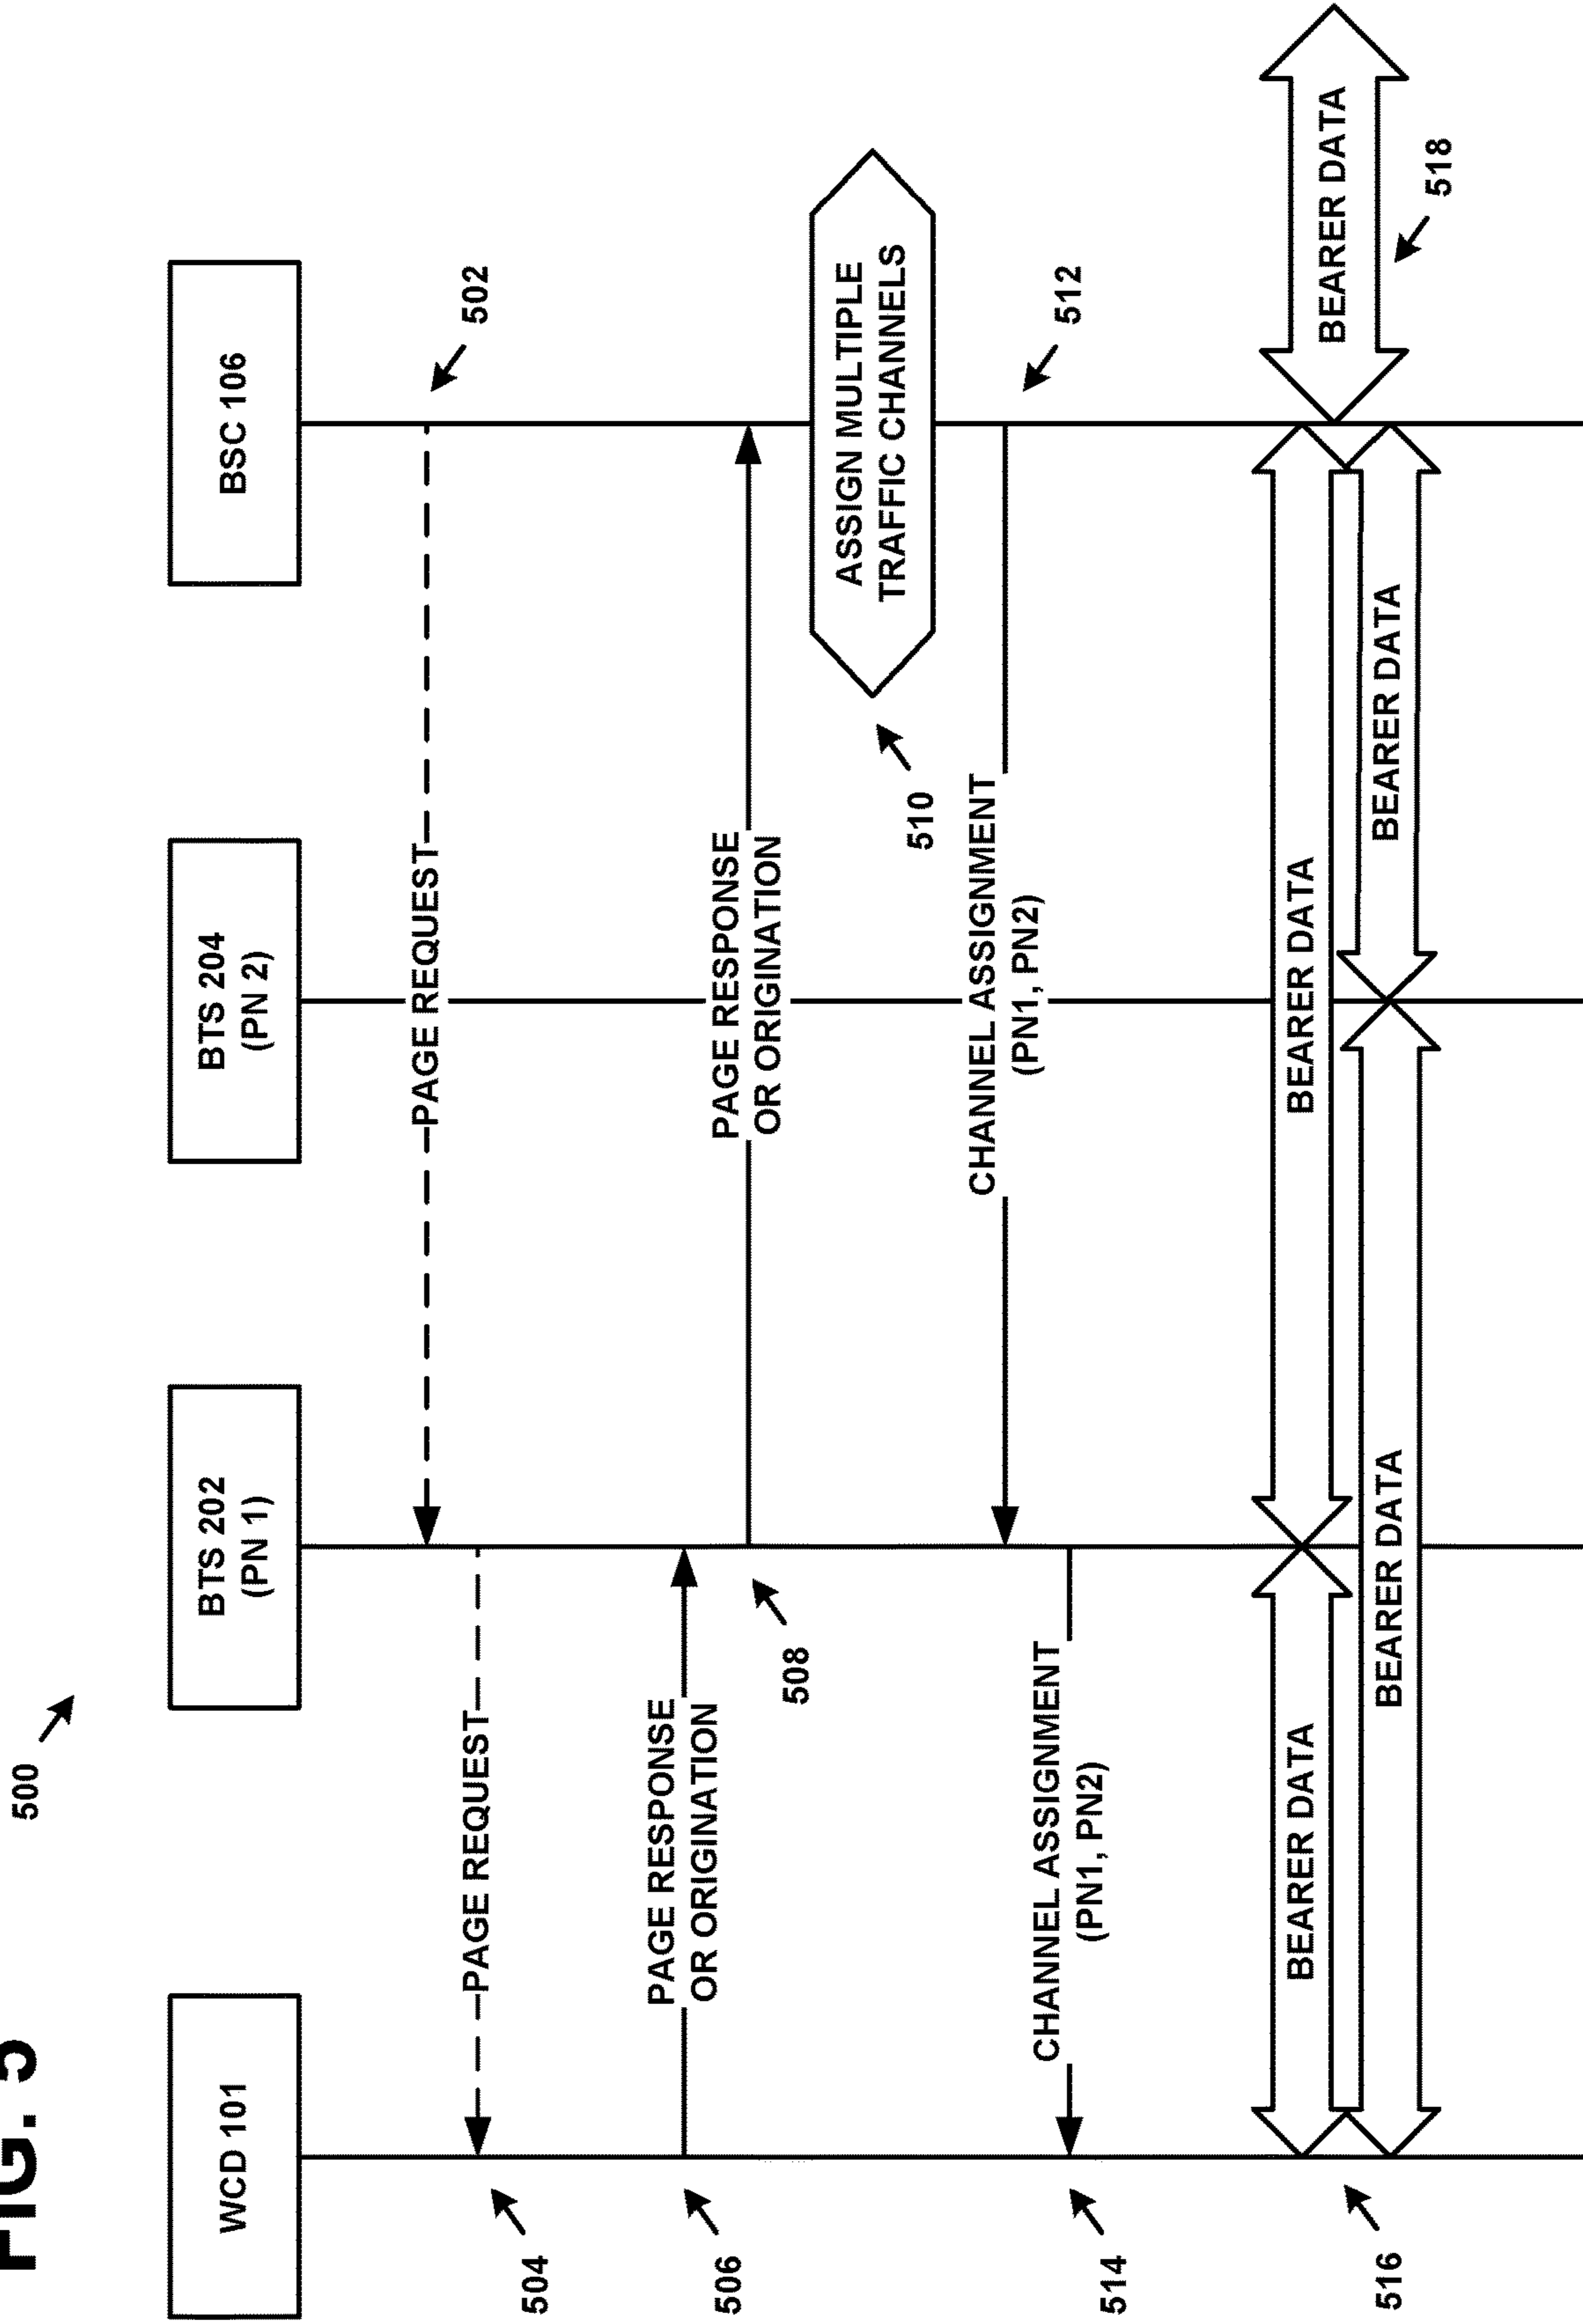 FIG. 5
500
WCD 101
BTS 202
(PN 1)
BTS 204
(PN 2)
BSC 106
PAGE REQUEST
502
504
PAGE REQUEST
506
PAGE RESPONSE
OR ORIGINATION
508
PAGE RESPONSE
OR ORIGINATION
510
ASSIGN MULTIPLE
TRAFFIC CHANNELS
CHANNEL ASSIGNMENT
(PN1, PN2)
512
514
CHANNEL ASSIGNMENT
(PN1, PN2)
BEARER DATA
BEARER DATA
BEARER DATA
516
BEARER DATA
BEARER DATA
518